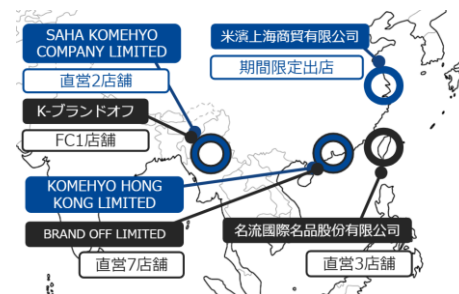 SAHA KOMEHYO
COMPANY LIMITED
直営2店舗
K-ブランドオフ
FC1店舗
米濱上海商貿有限公司
期間限定出店
KOMEHYO HONG
KONG LIMITED
BRAND OFF LIMITED
直営7店舗
名流國際名品股份有限公司
直営3店舗